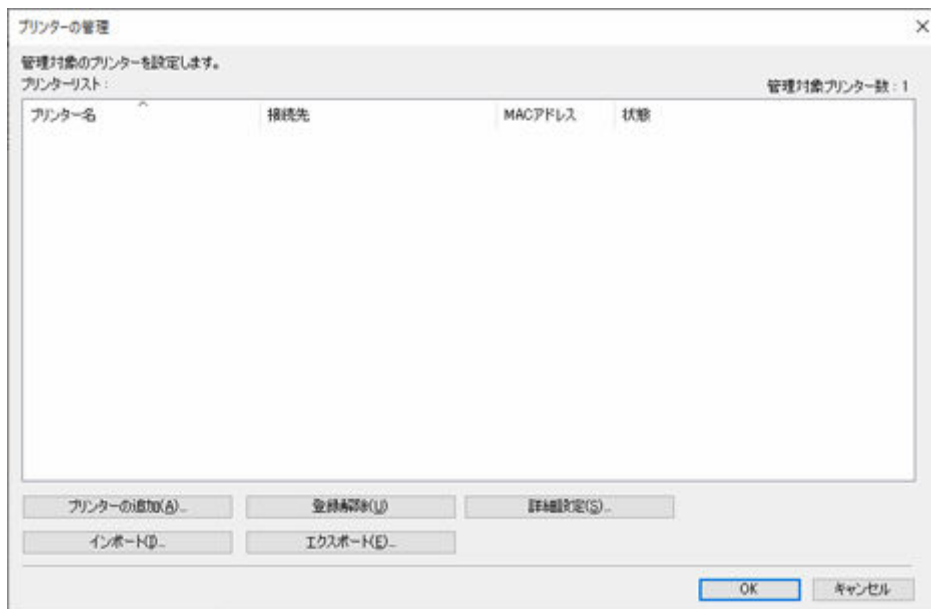 プリンターの管理
管理対象のプリンターを設定します。
プリンターリスト:
管理対象プリンター数:1
プリンター名 接続先 MACアドレス 状態
プリンターの追加(A)... 登録解除(U) 詳細設定(S)...
インポート(I)... エクスポート(E)...
OK キャンセル